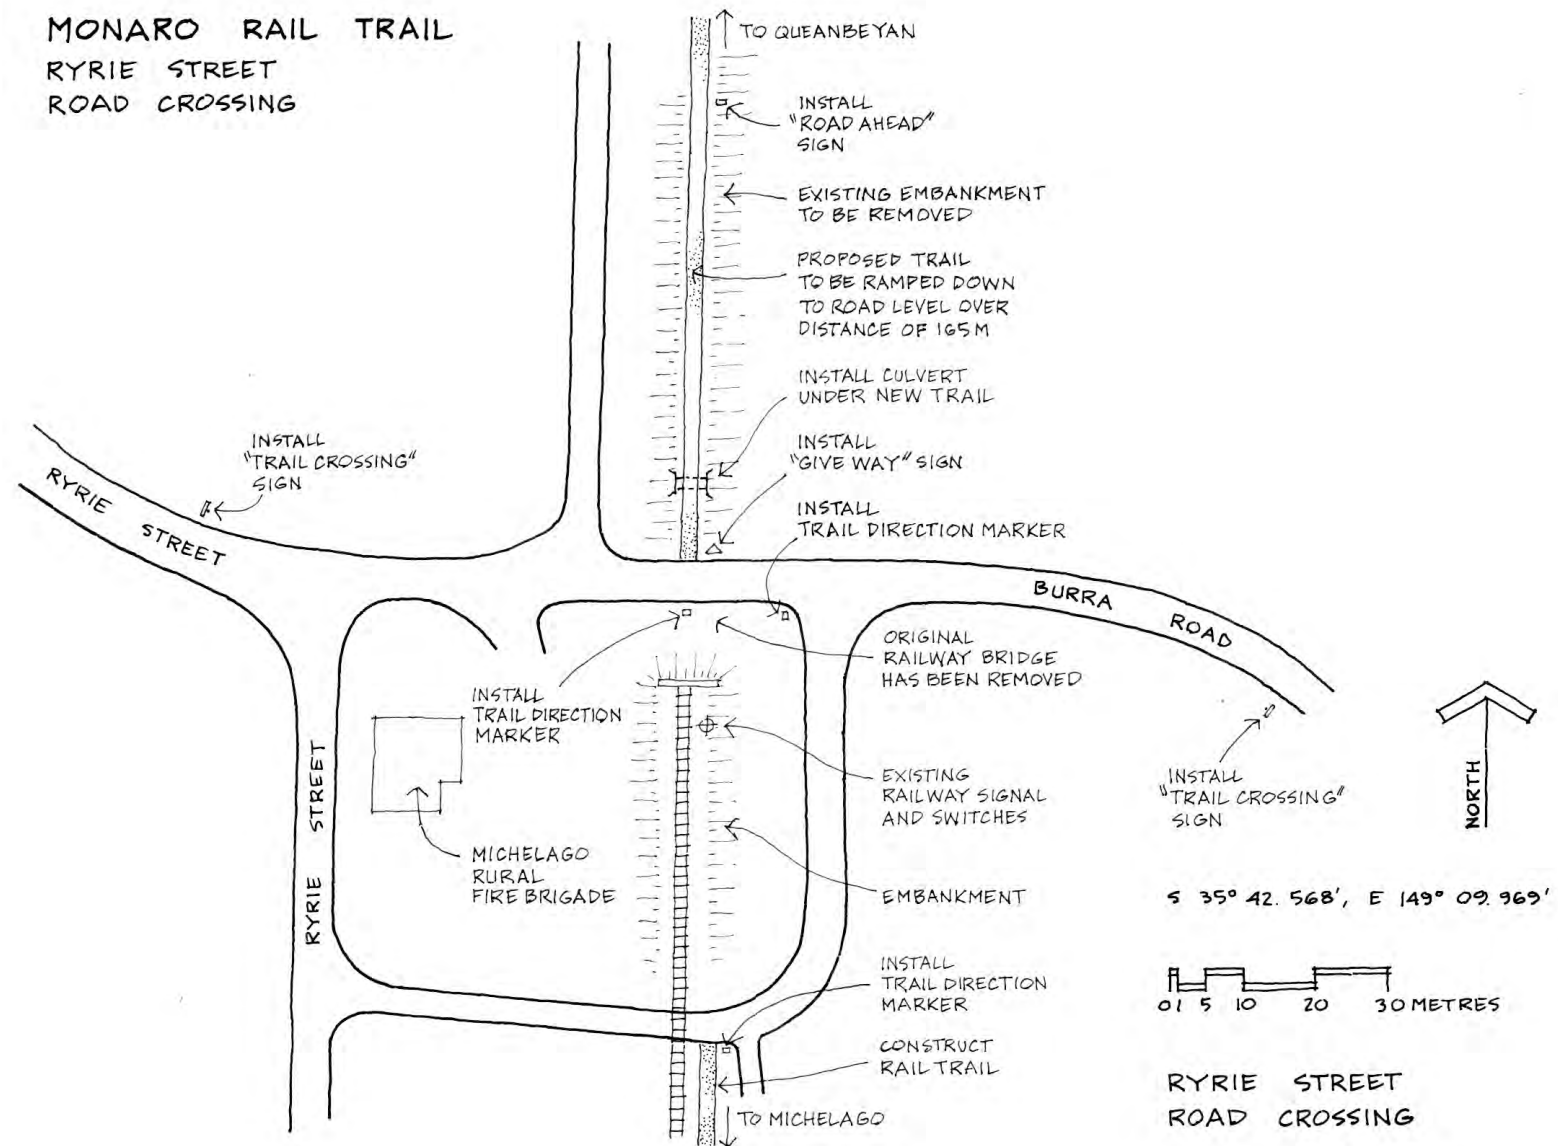 MONARO RAIL TRAIL
RYRIE STREET
ROAD CROSSING
TO QUEANBEYAN
INSTALL
"ROAD AHEAD"
SIGN
EXISTING EMBANKMENT
TO BE REMOVED
PROPOSED TRAIL
TO BE RAMPED DOWN
TO ROAD LEVEL OVER
DISTANCE OF 165M
INSTALL CULVERT
UNDER NEW TRAIL
INSTALL
"GIVE WAY" SIGN
INSTALL
TRAIL DIRECTION MARKER
INSTALL
"TRAIL CROSSING"
SIGN
RYRIE STREET
BURRA ROAD
ORIGINAL
RAILWAY BRIDGE
HAS BEEN REMOVED
INSTALL
TRAIL DIRECTION
MARKER
RYRIE STREET
EXISTING
RAILWAY SIGNAL
AND SWITCHES
INSTALL
"TRAIL CROSSING"
SIGN
NORTH
MICHELAGO
RURAL
FIRE BRIGADE
EMBANKMENT
S 35° 42. 568', E 149° 09. 969'
INSTALL
TRAIL DIRECTION
MARKER
0 1 5 10 20 30 METRES
CONSTRUCT
RAIL TRAIL
TO MICHELAGO
RYRIE STREET
ROAD CROSSING